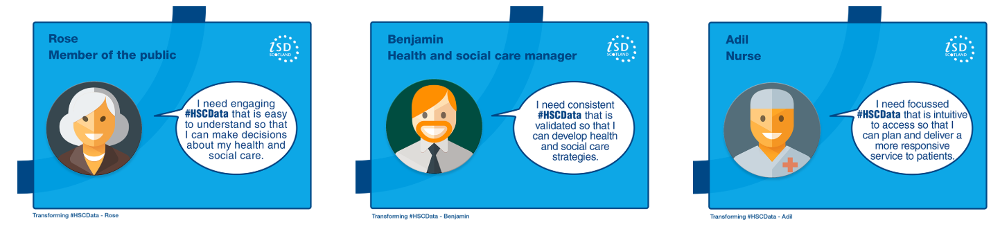 Rose
Member of the public
iSD
SCOTLAND
I need engaging
#HSCData that is easy
to understand so that
I can make decisions
about my health and
social care.
Transforming #HSCData - Rose
Benjamin
Health and social care manager
iSD
SCOTLAND
I need consistent
#HSCData that is
validated so that I
can develop health
and social care
strategies.
Transforming #HSCData - Benjamin
Adil
Nurse
iSD
SCOTLAND
I need focussed
#HSCData that is intuitive
to access so that I
can plan and deliver a
more responsive
service to patients.
Transforming #HSCData - Adil